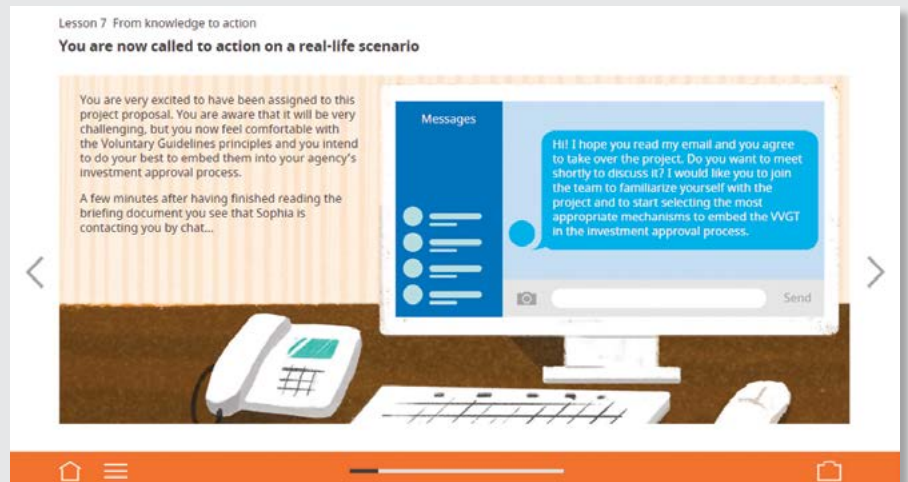 Lesson 7 From knowledge to action
You are now called to action on a real-life scenario
You are very excited to have been assigned to this
project proposal. You are aware that it will be very
challenging, but you now feel comfortable with
the Voluntary Guidelines principles and you intend
to do your best to embed them into your agency's
investment approval process.
A few minutes after having finished reading the
briefing document you see that Sophia is
contacting you by chat...
Messages
Hi! I hope you read my email and you agree
to take over the project. Do you want to meet
shortly to discuss it? I would like you to join
the team to familiarize yourself with the
project and to start selecting the most
appropriate mechanisms to embed the VVGT
in the investment approval process.
Send